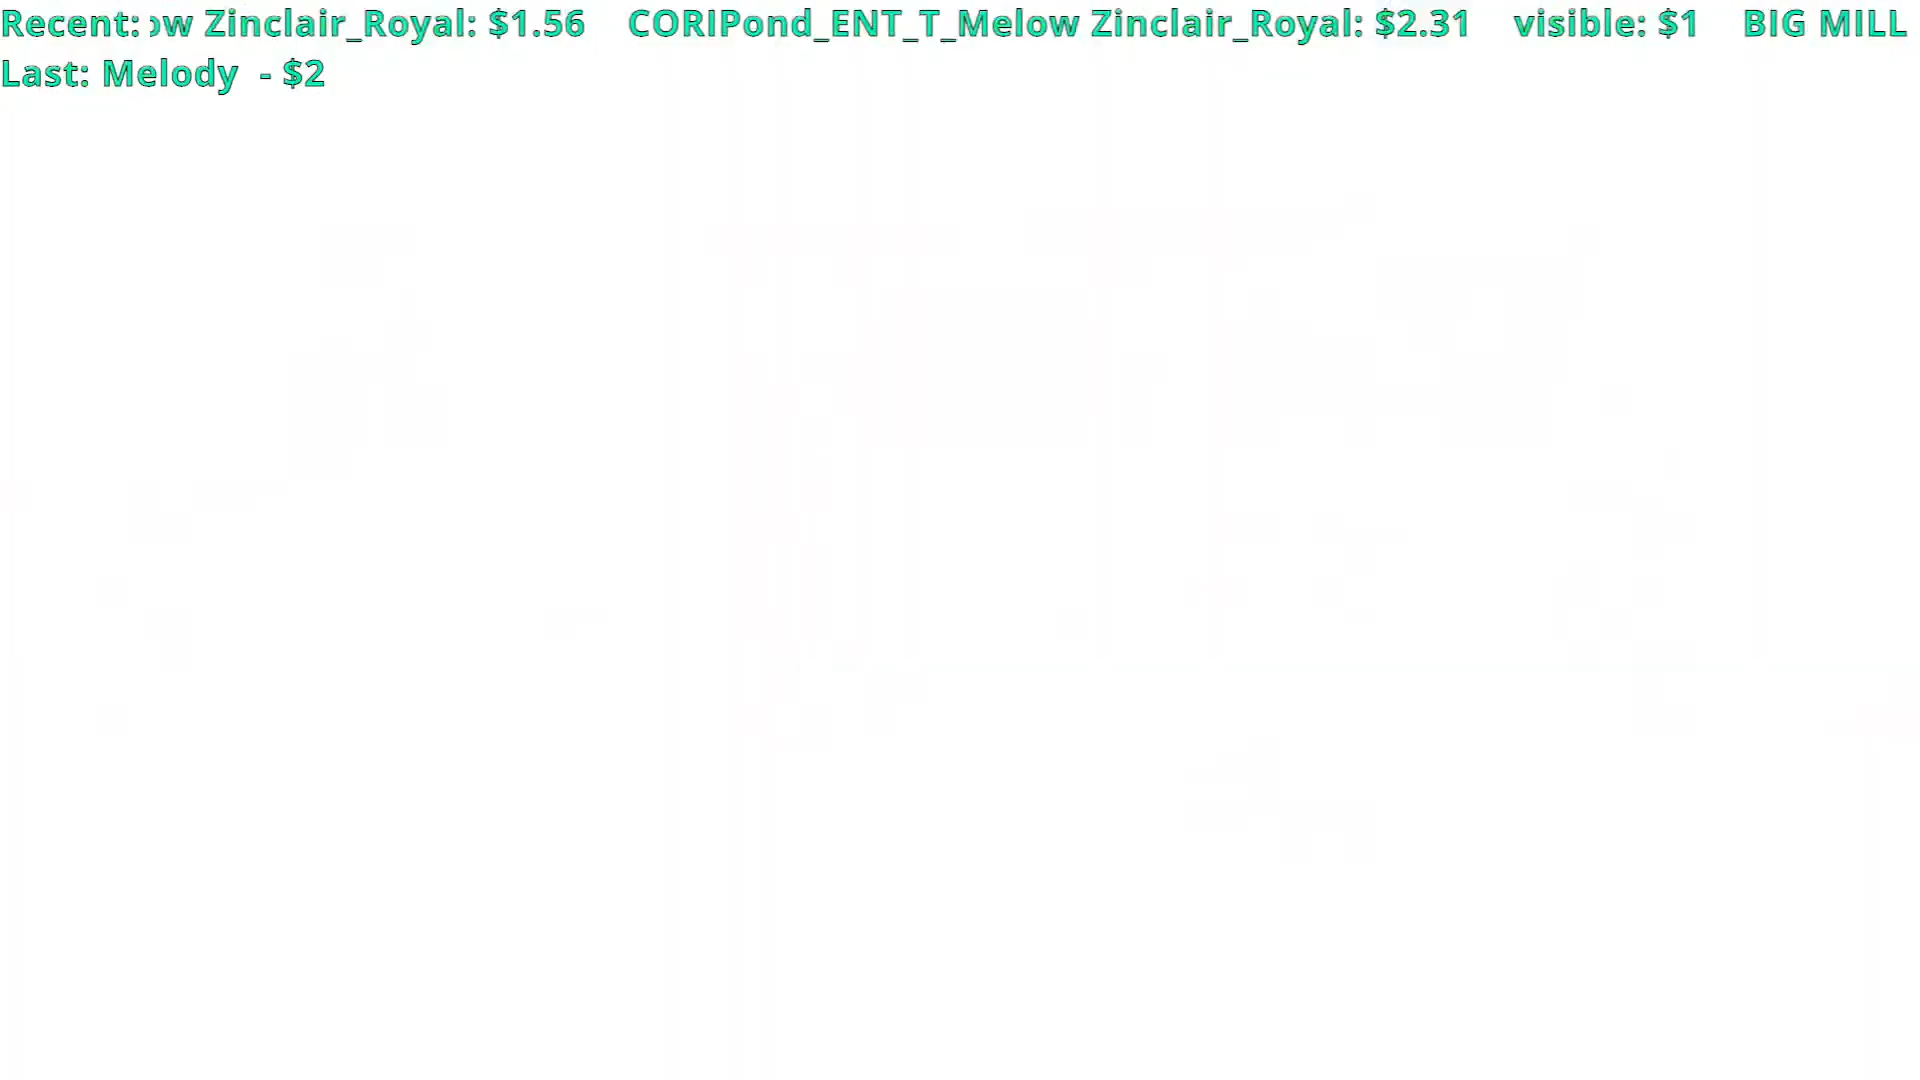 Recent: ow Zinclair_Royal: $1.56 CORIPond_ENT_T_Melow Zinclair_Royal: $2.31 visible: $1 BIG MILL
Last: Melody - $2